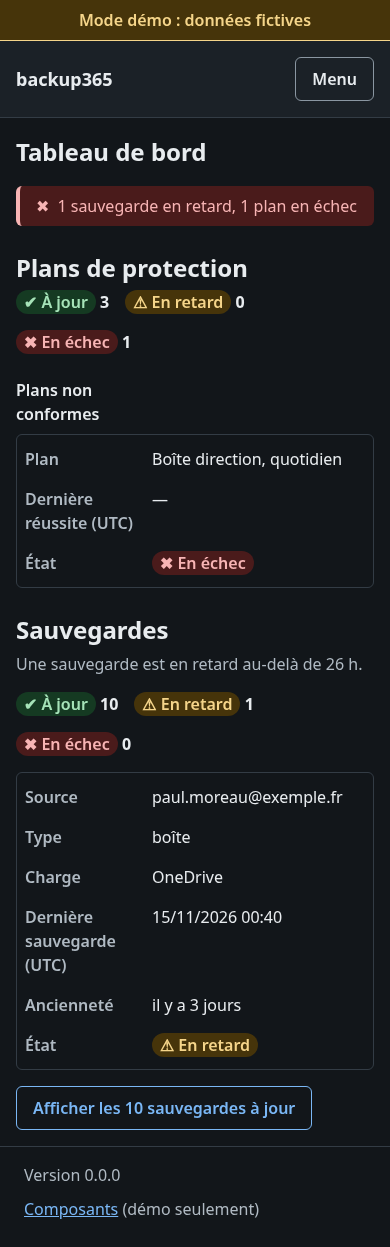 Mode démo : données fictives
backup365
Menu
Tableau de bord
✖ 1 sauvegarde en retard, 1 plan en échec
Plans de protection
✔ À jour 3 ⚠ En retard 0
✖ En échec 1
Plans non
conformes
Plan Boîte direction, quotidien
Dernière —
réussite (UTC)
État ✖ En échec
Sauvegardes
Une sauvegarde est en retard au-delà de 26 h.
✔ À jour 10 ⚠ En retard 1
✖ En échec 0
Source paul.moreau@exemple.fr
Type boîte
Charge OneDrive
Dernière 15/11/2026 00:40
sauvegarde
(UTC)
Ancienneté il y a 3 jours
État ⚠ En retard
Afficher les 10 sauvegardes à jour
Version 0.0.0
Composants (démo seulement)